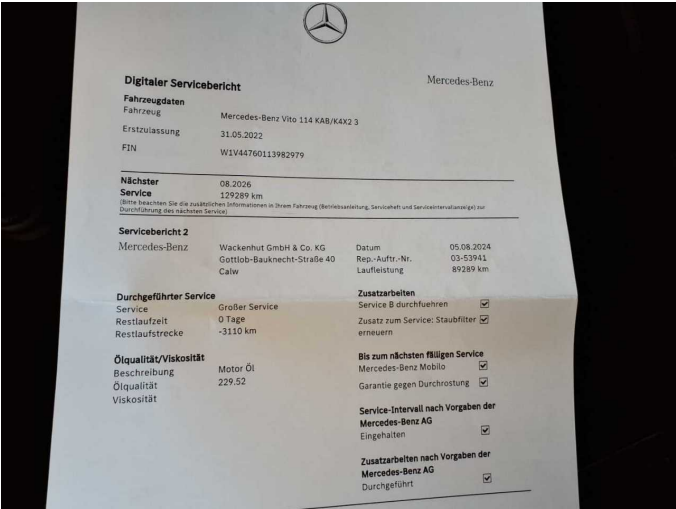 Digitaler Servicebericht
Mercedes-Benz
Fahrzeugdaten
Fahrzeug Mercedes-Benz Vito 114 KAB/K4X2 3
Erstzulassung 31.05.2022
FIN W1V44760113982979
Nächster Service 08.2026
129289 km
(Bitte beachten Sie die zusätzlichen Informationen in Ihrem Fahrzeug (Betriebsanleitung, Serviceheft und Serviceintervallanzeige) zur
Durchführung des nächsten Service)
Servicebericht 2
Mercedes-Benz Wackenhut GmbH & Co. KG
Gottlob-Bauknecht-Straße 40
Calw
Datum 05.08.2024
Rep.-Auftr.-Nr. 03-53941
Laufleistung 89289 km
Durchgeführter Service
Service Großer Service
Restlaufzeit 0 Tage
Restlaufstrecke -3110 km
Zusatzarbeiten
Service B durchfuehren
Zusatz zum Service: Staubfilter
erneuern
Ölqualität/Viskosität
Beschreibung Motor Öl
Ölqualität 229.52
Viskosität
Bis zum nächsten fälligen Service
Mercedes-Benz Mobilo
Garantie gegen Durchrostung
Service-Intervall nach Vorgaben der
Mercedes-Benz AG
Eingehalten
Zusatzarbeiten nach Vorgaben der
Mercedes-Benz AG
Durchgeführt